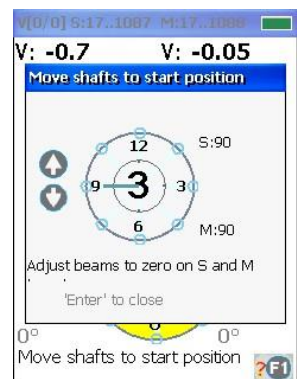 V[0/0] S:17..1087 M:17..1088
V: -0.7 V: -0.05
Move shafts to start position
12
S:90
9 3 3
6
M:90
Adjust beams to zero on S and M
'Enter' to close
6
0° 0°
Move shafts to start position
?F1